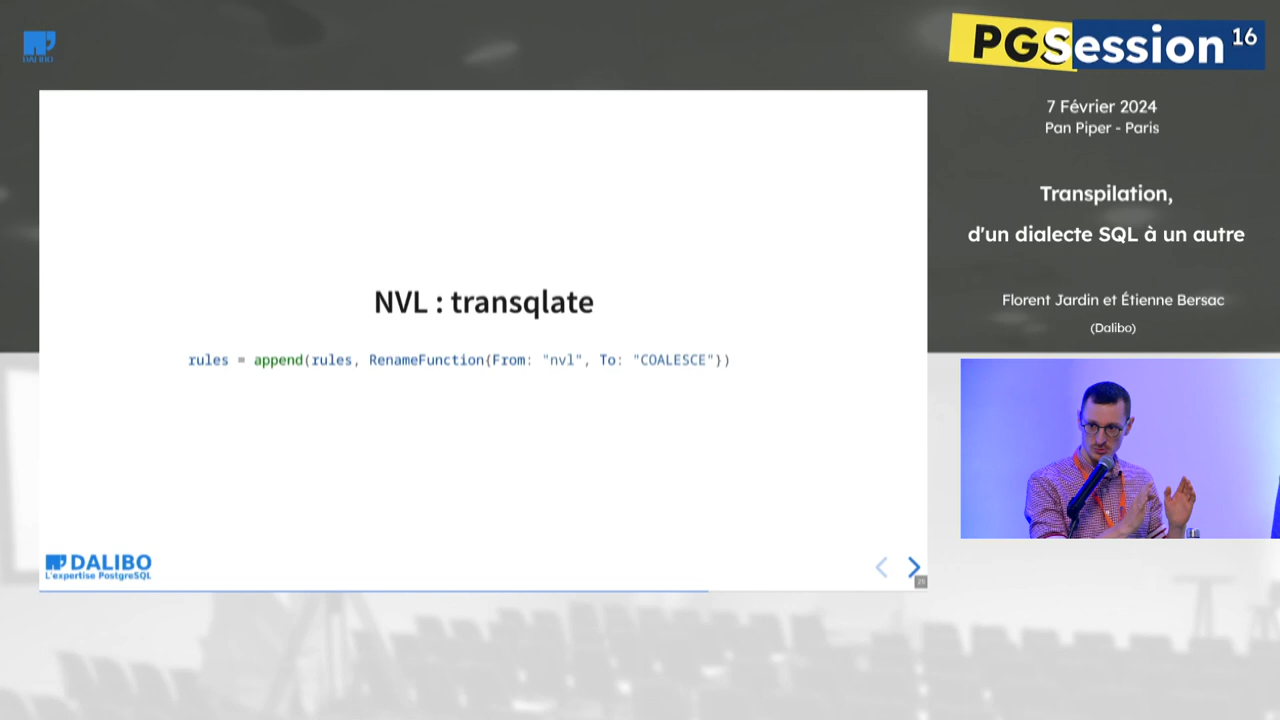 DALIBO
PGSession 16
7 Février 2024
Pan Piper - Paris
Transpilation,
d'un dialecte SQL à un autre
Florent Jardin et Étienne Bersac
(Dalibo)
NVL : transqlate
rules = append(rules, RenameFunction{From: "nvl", To: "COALESCE"})
DALIBO
L'expertise PostgreSQL